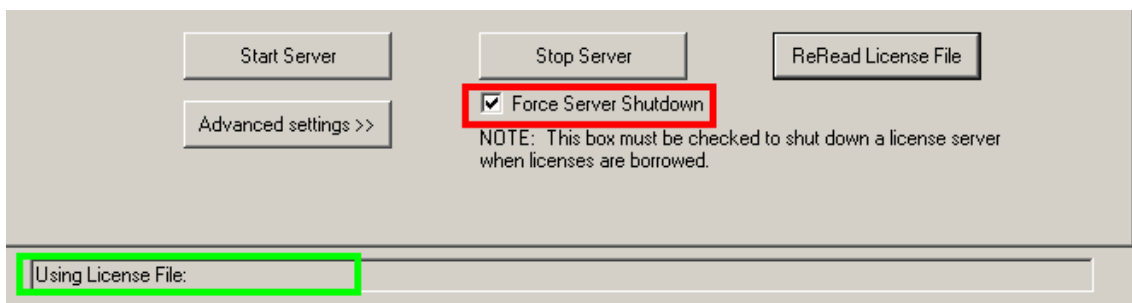 Start Server
Stop Server
ReRead License File
Force Server Shutdown
Advanced settings >>
NOTE: This box must be checked to shut down a license server
when licenses are borrowed.
Using License File: